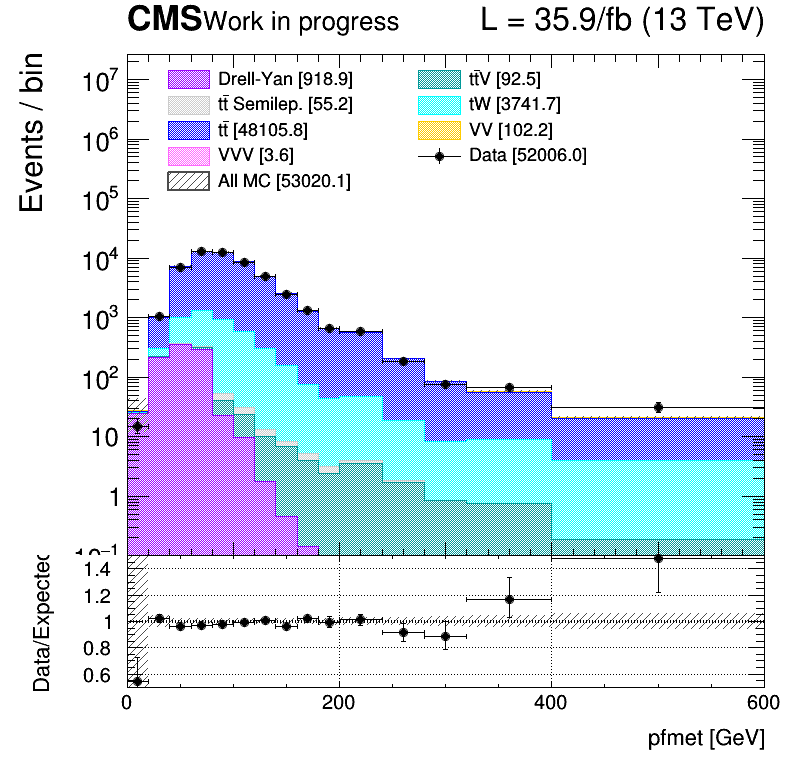 CMS Work in progress L = 35.9/fb (13 TeV)
Events / bin
Drell-Yan [918.9] tt̄V [92.5]
tt̄ Semilep. [55.2] tW [3741.7]
tt̄ [48105.8] VV [102.2]
VVV [3.6] Data [52006.0]
All MC [53020.1]
10⁷
10⁶
10⁵
10⁴
10³
10²
10
1
10⁻¹
Data/Expected
1.4
1.2
1
0.8
0.6
0 200 400 600
pfmet [GeV]